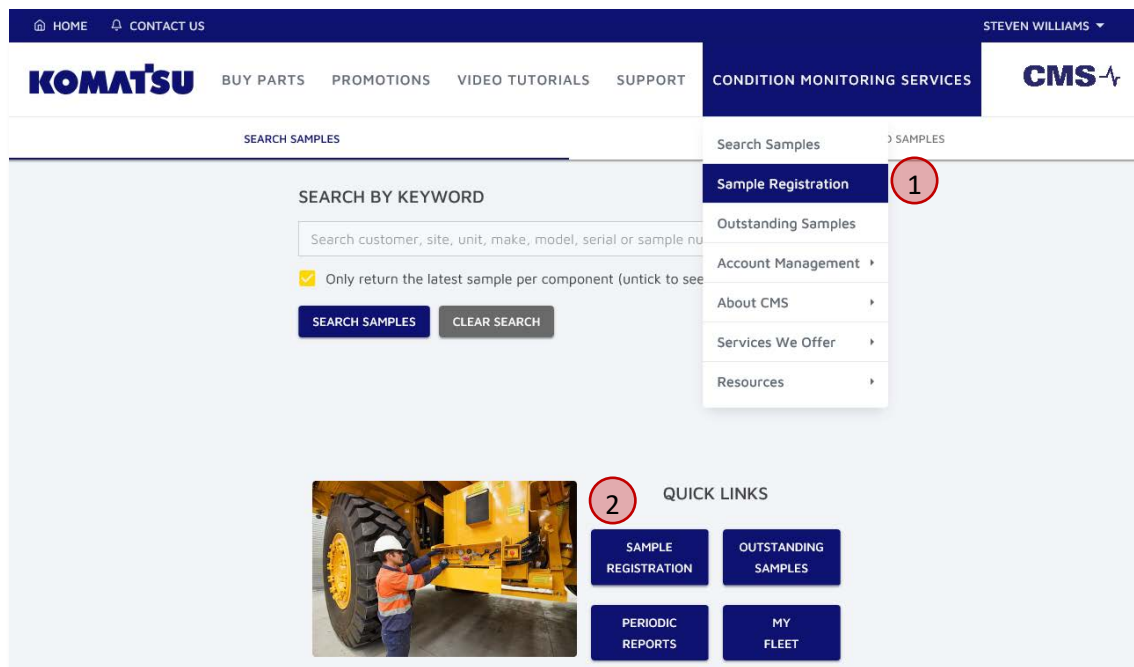 HOME CONTACT US STEVEN WILLIAMS
KOMATSU BUY PARTS PROMOTIONS VIDEO TUTORIALS SUPPORT CONDITION MONITORING SERVICES CMS
SEARCH SAMPLES SAMPLES
Search Samples
Sample Registration 1
Outstanding Samples
Account Management
About CMS
Services We Offer
Resources
SEARCH BY KEYWORD
Search customer, site, unit, make, model, serial or sample nu
Only return the latest sample per component (untick to see
SEARCH SAMPLES CLEAR SEARCH
2 QUICK LINKS
SAMPLE
REGISTRATION
OUTSTANDING
SAMPLES
PERIODIC
REPORTS
MY
FLEET